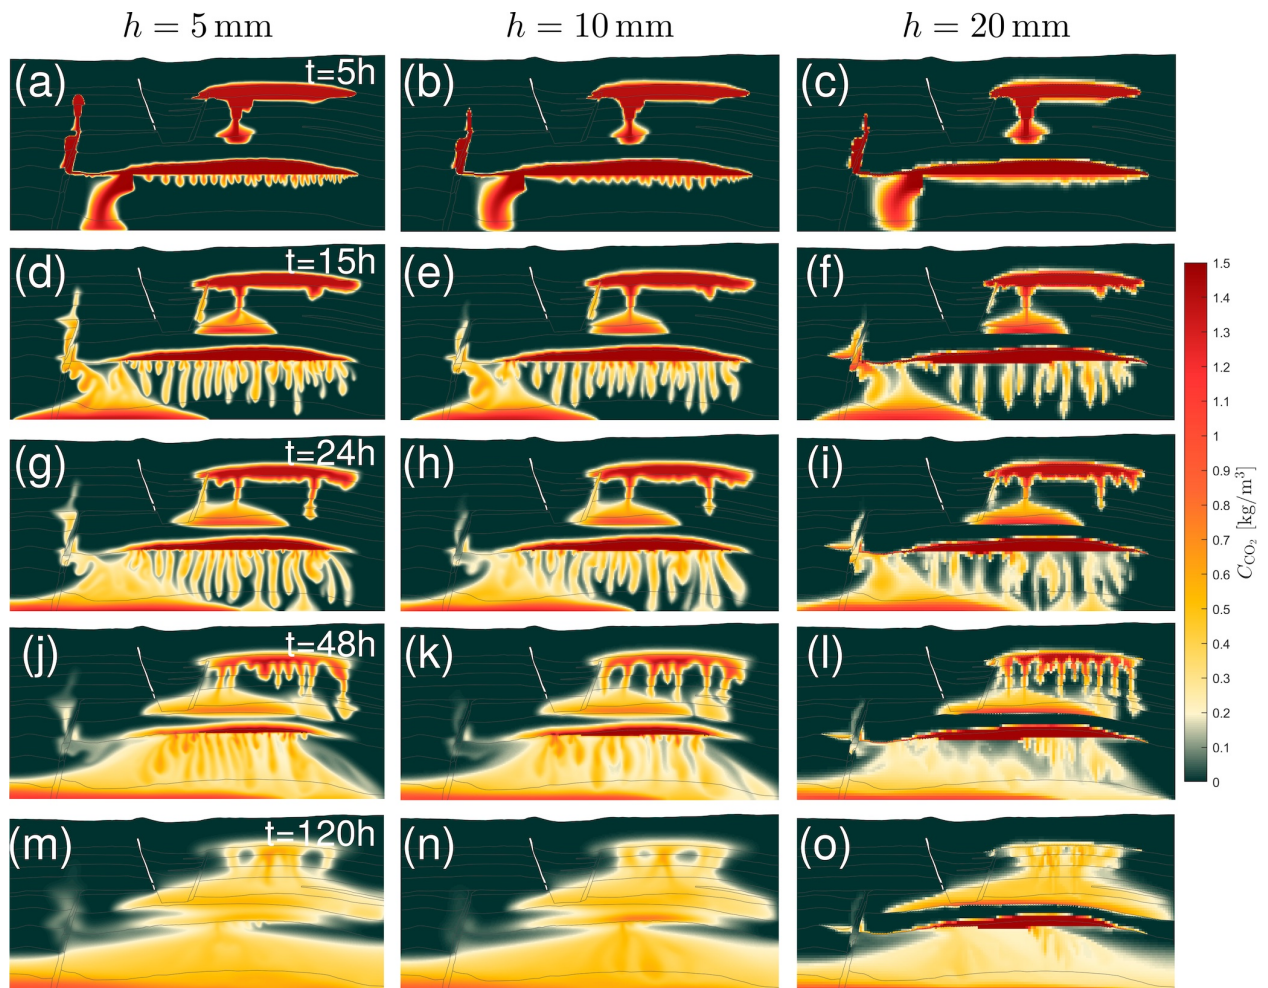 h = 5 mm
h = 10 mm
h = 20 mm
(a) t=5h
(b)
(c)
(d) t=15h
(e)
(f)
(g) t=24h
(h)
(i)
(j) t=48h
(k)
(l)
(m) t=120h
(n)
(o)
1.5
1.4
1.3
1.2
1.1
1
0.9
0.8
0.7
0.6
0.5
0.4
0.3
0.2
0.1
0
C_CO₂ [kg/m³]